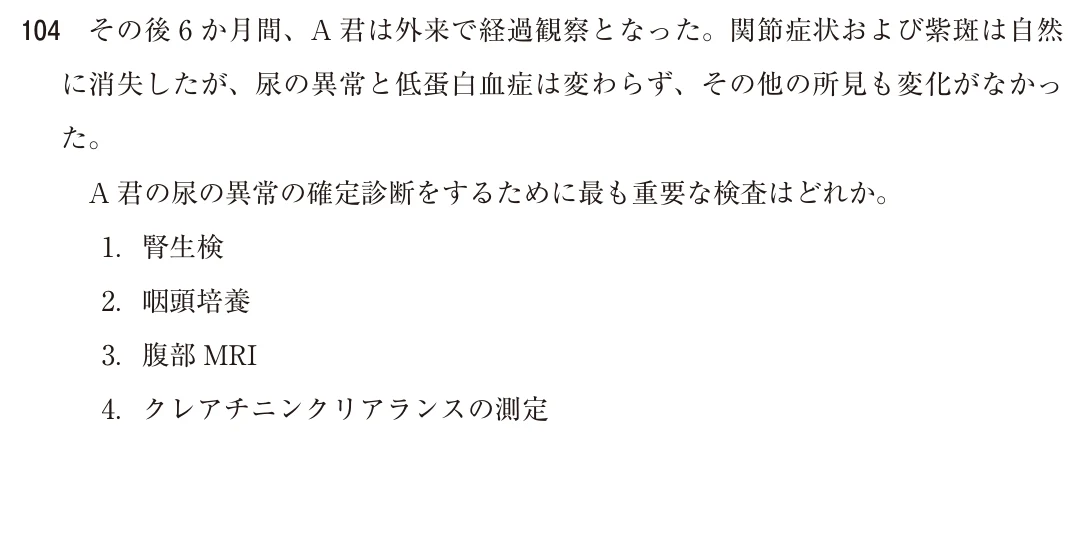 104 その後6か月間、A君は外来で経過観察となった。関節症状および紫斑は自然
に消失したが、尿の異常と低蛋白血症は変わらず、その他の所見も変化がなかっ
た。
A君の尿の異常の確定診断をするために最も重要な検査はどれか。
1. 腎生検
2. 咽頭培養
3. 腹部MRI
4. クレアチニンクリアランスの測定